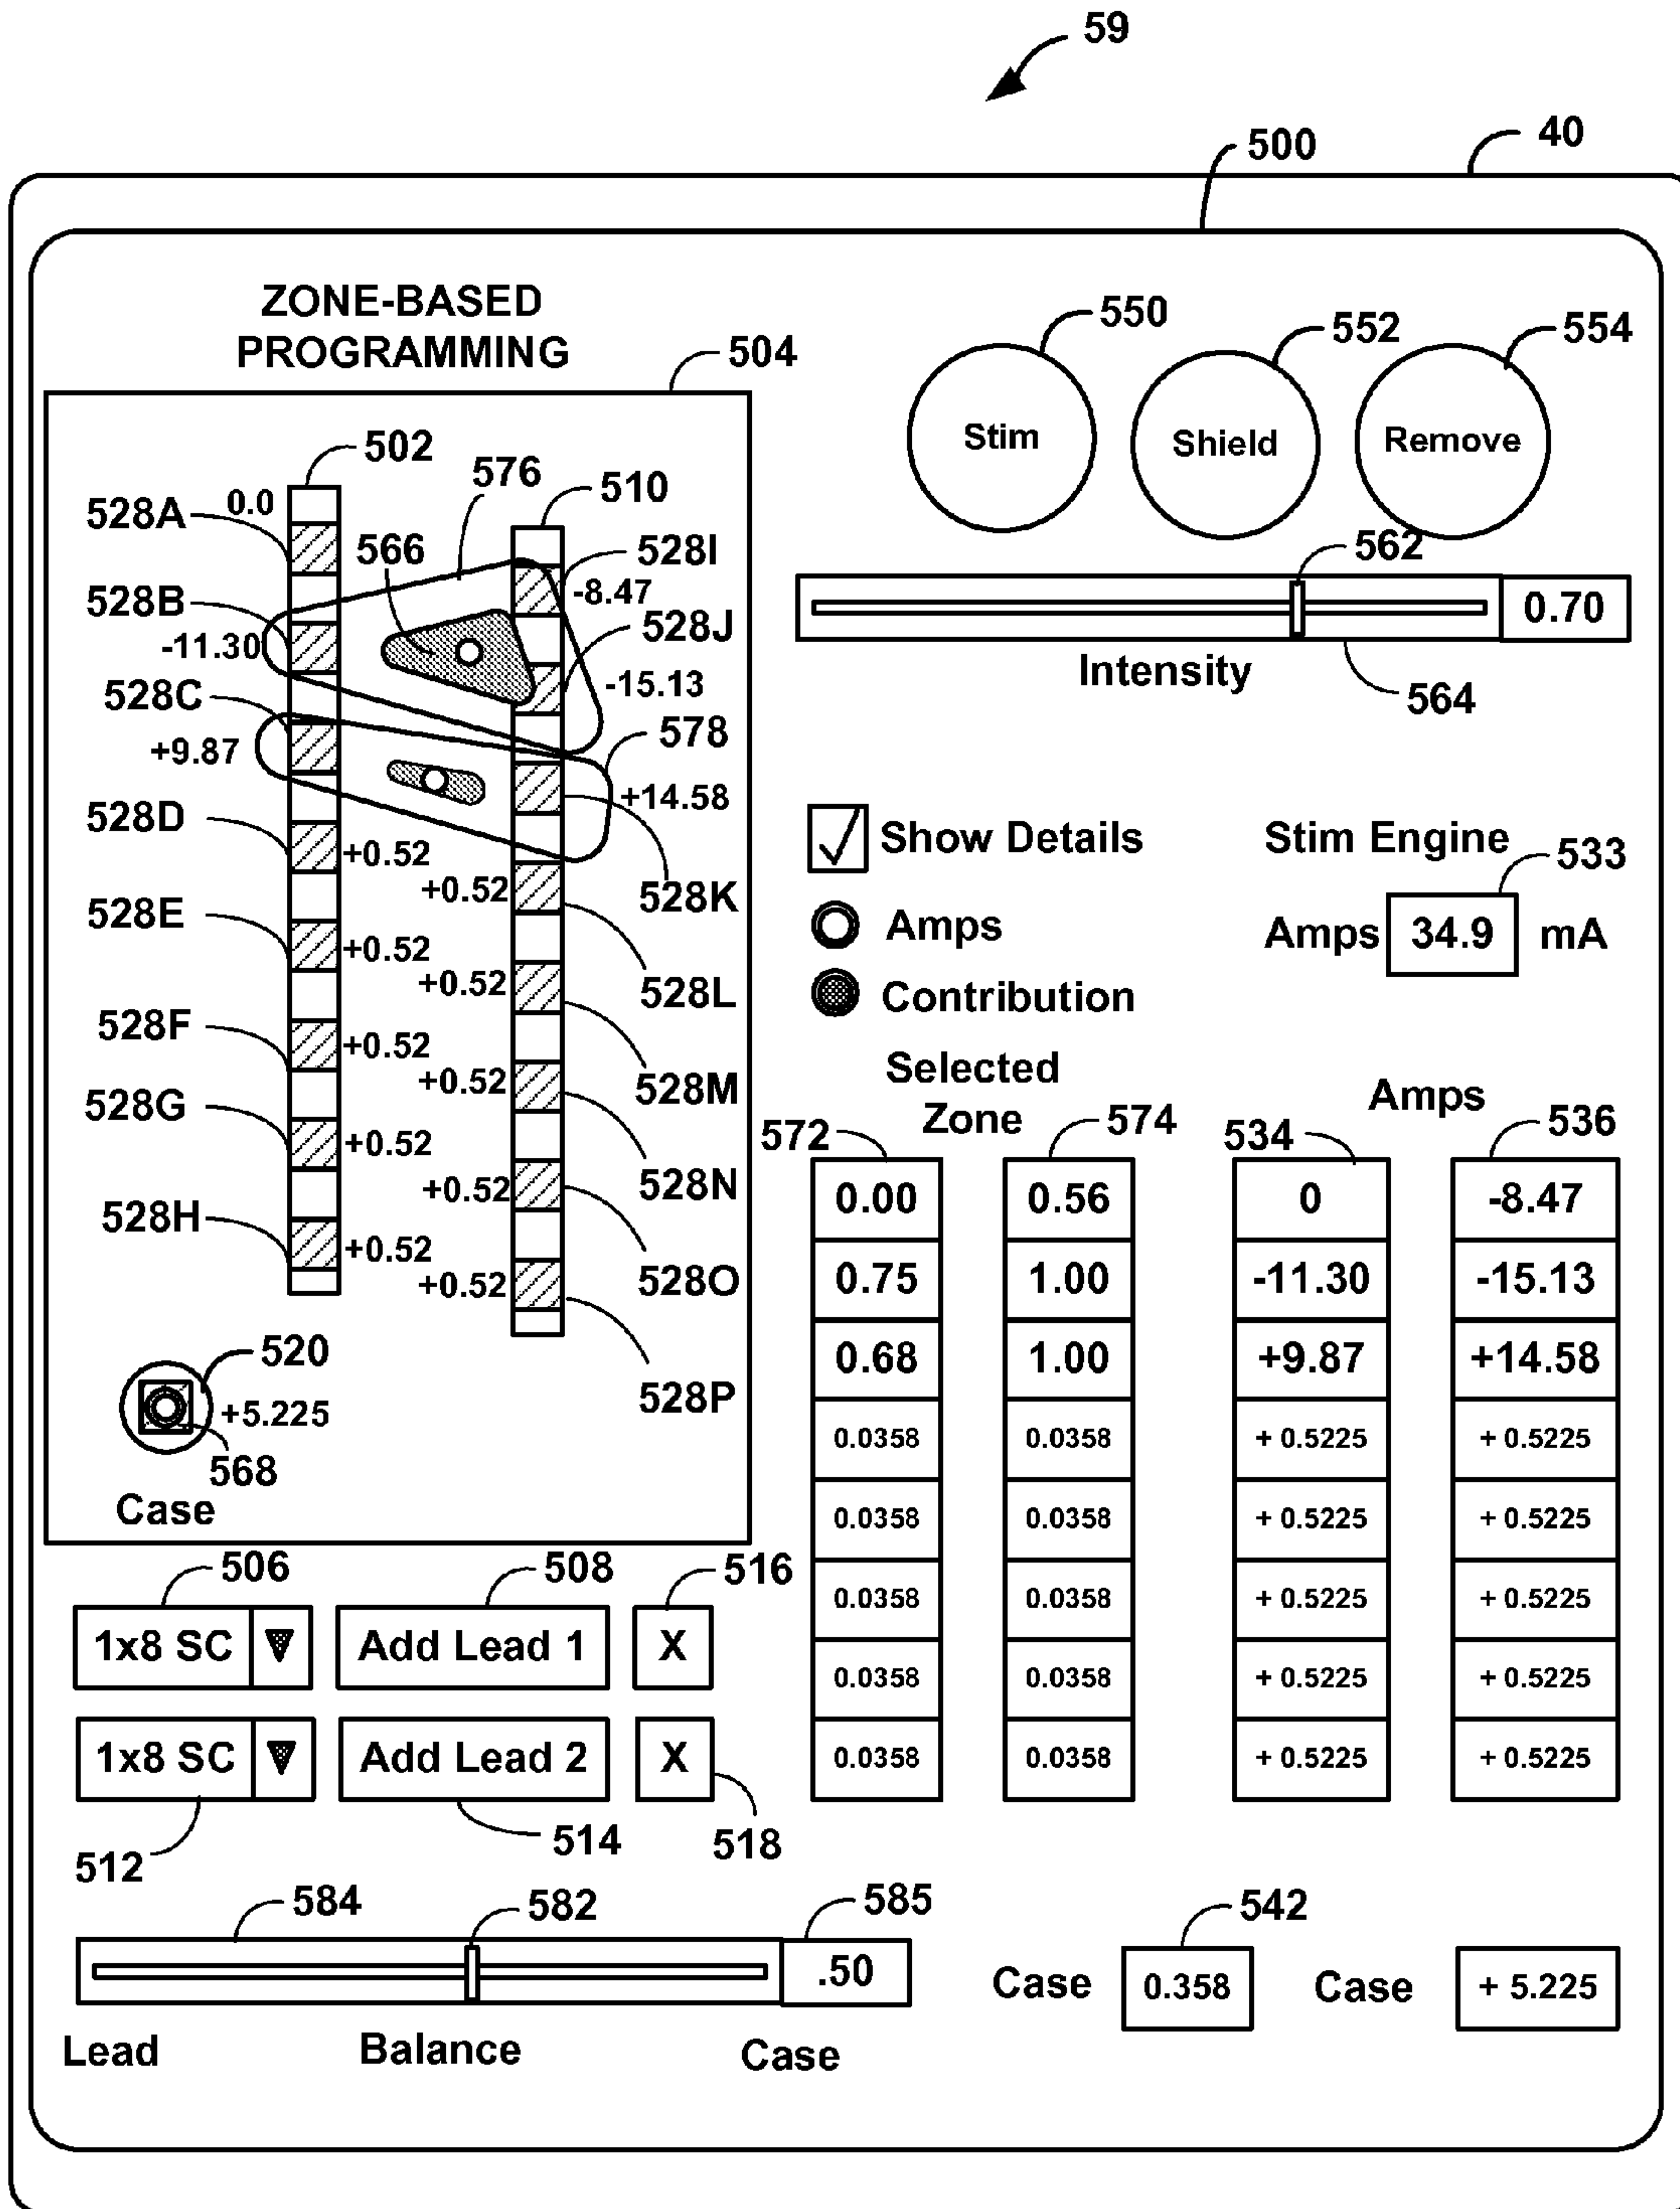 59
40
500
ZONE-BASED
PROGRAMMING
504
550
552
554
Stim
Shield
Remove
502
576
510
528A
0.0
566
528I
-8.47
528B
-11.30
528J
-15.13
528C
+9.87
578
+14.58
528D
+0.52
+0.52
528K
528E
+0.52
+0.52
528L
528F
+0.52
+0.52
528M
528G
+0.52
+0.52
528N
528H
+0.52
+0.52
528O
528P
520
+5.225
568
Case
562
0.70
Intensity
564
Show Details
Amps
Contribution
Stim Engine
533
Amps 34.9 mA
Selected
Zone
Amps
572
574
534
536
0.00 0.56 0 -8.47
0.75 1.00 -11.30 -15.13
0.68 1.00 +9.87 +14.58
0.0358 0.0358 + 0.5225 + 0.5225
0.0358 0.0358 + 0.5225 + 0.5225
0.0358 0.0358 + 0.5225 + 0.5225
0.0358 0.0358 + 0.5225 + 0.5225
0.0358 0.0358 + 0.5225 + 0.5225
506
508
516
1x8 SC Add Lead 1 X
1x8 SC Add Lead 2 X
512
514
518
584
582
585
.50
Lead Balance Case
542
Case 0.358 Case + 5.225